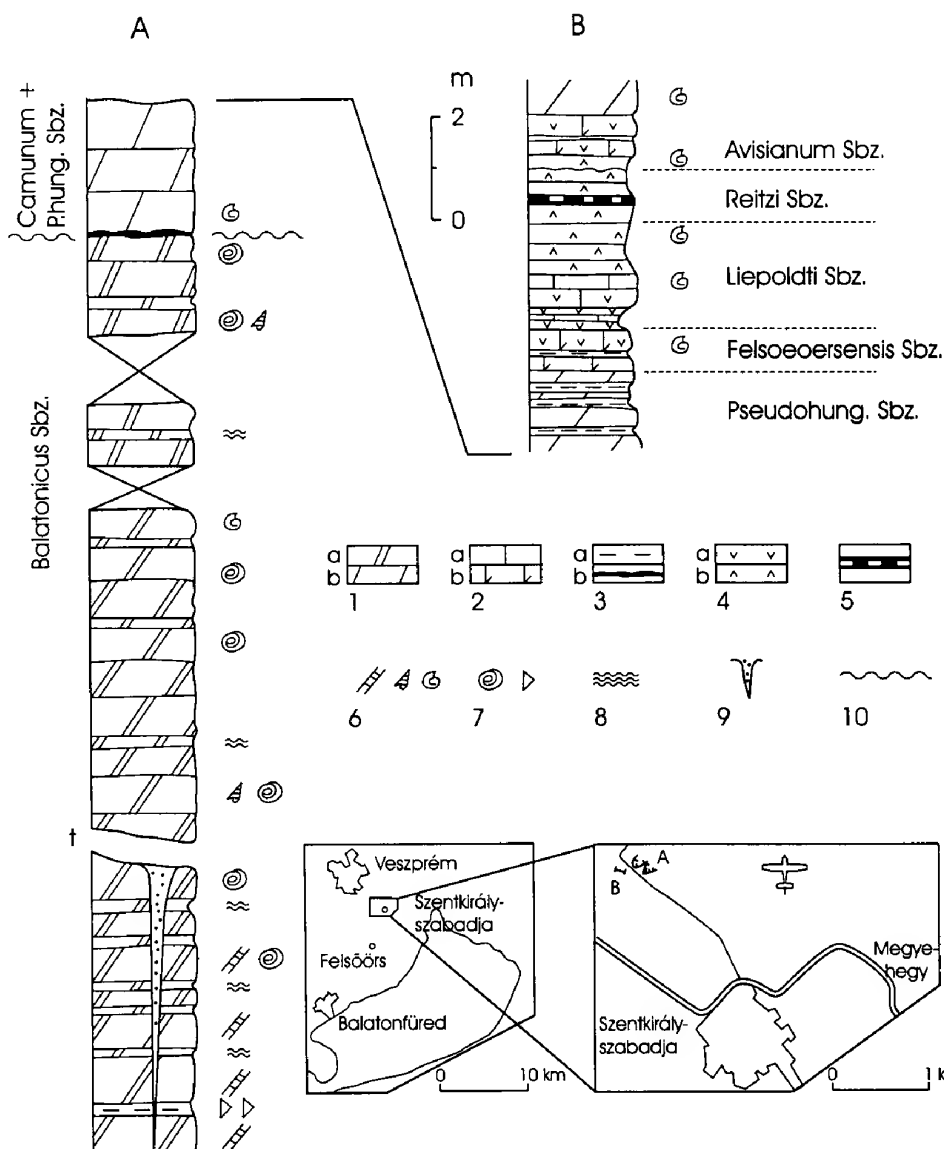 A
B
Camunum +
P.hung. Sbz.
Balatonicus Sbz.
t
m
2
0
Avisianum Sbz.
Reitzi Sbz.
Liepoldti Sbz.
Felsoeoersensis Sbz.
Pseudohung. Sbz.
a
b
1
a
b
2
a
b
3
a
b
4
5
6
7
8
9
10
Veszprém
Szentkirály-
szabadja
Felsőörs
Balatonfüred
0 10 km
A
B
Megye-
hegy
Szentkirály-
szabadja
0 1 k